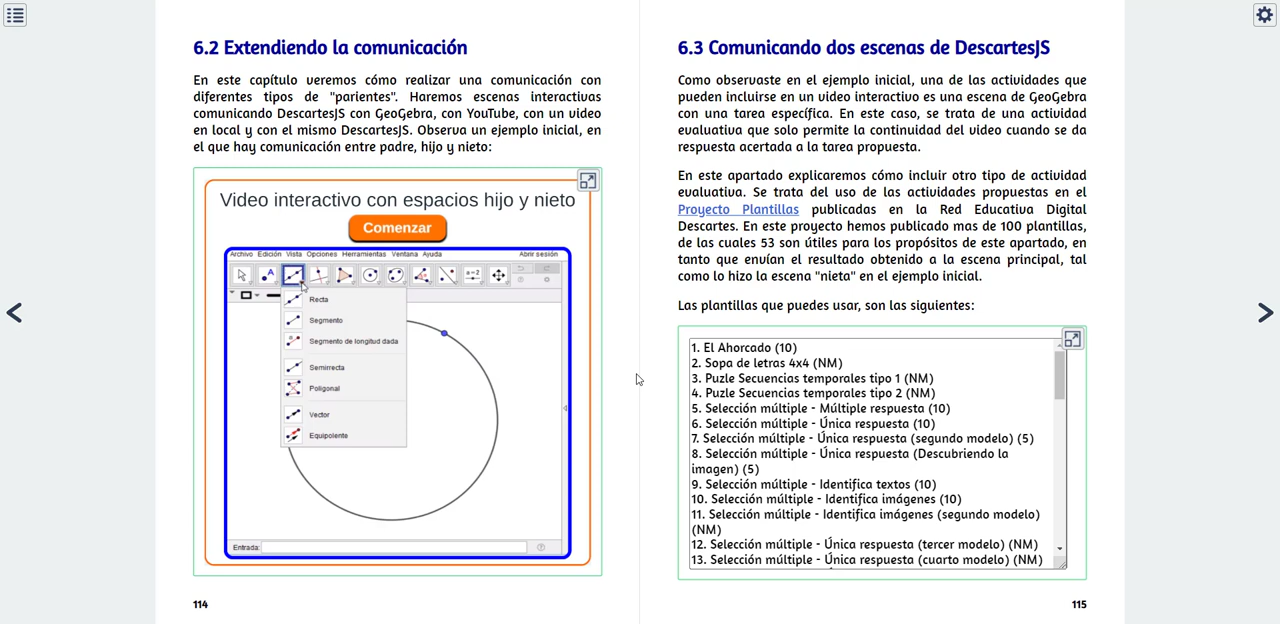 6.2 Extendiendo la comunicación
En este capítulo veremos cómo realizar una comunicación con
diferentes tipos de "parientes". Haremos escenas interactivas
comunicando DescartesJS con GeoGebra, con YouTube, con un video
en local y con el mismo DescartesJS. Observa un ejemplo inicial, en
el que hay comunicación entre padre, hijo y nieto:
Video interactivo con espacios hijo y nieto
Comenzar
Archivo Edición Vista Opciones Herramientas Ventana Ayuda Abrir sesión
A
a=2
Recta
Segmento
Segmento de longitud dada
Semirrecta
Poligonal
Vector
Equipolente
Entrada:
114
6.3 Comunicando dos escenas de DescartesJS
Como observaste en el ejemplo inicial, una de las actividades que
pueden incluirse en un video interactivo es una escena de GeoGebra
con una tarea específica. En este caso, se trata de una actividad
evaluativa que solo permite la continuidad del video cuando se da
respuesta acertada a la tarea propuesta.
En este apartado explicaremos cómo incluir otro tipo de actividad
evaluativa. Se trata del uso de las actividades propuestas en el
Proyecto Plantillas publicadas en la Red Educativa Digital
Descartes. En este proyecto hemos publicado mas de 100 plantillas,
de las cuales 53 son útiles para los propósitos de este apartado, en
tanto que envían el resultado obtenido a la escena principal, tal
como lo hizo la escena "nieta" en el ejemplo inicial.
Las plantillas que puedes usar, son las siguientes:
1. El Ahorcado (10)
2. Sopa de letras 4x4 (NM)
3. Puzle Secuencias temporales tipo 1 (NM)
4. Puzle Secuencias temporales tipo 2 (NM)
5. Selección múltiple - Múltiple respuesta (10)
6. Selección múltiple - Única respuesta (10)
7. Selección múltiple - Única respuesta (segundo modelo) (5)
8. Selección múltiple - Única respuesta (Descubriendo la
imagen) (5)
9. Selección múltiple - Identifica textos (10)
10. Selección múltiple - Identifica imágenes (10)
11. Selección múltiple - Identifica imágenes (segundo modelo)
(NM)
12. Selección múltiple - Única respuesta (tercer modelo) (NM)
13. Selección múltiple - Única respuesta (cuarto modelo) (NM)
115